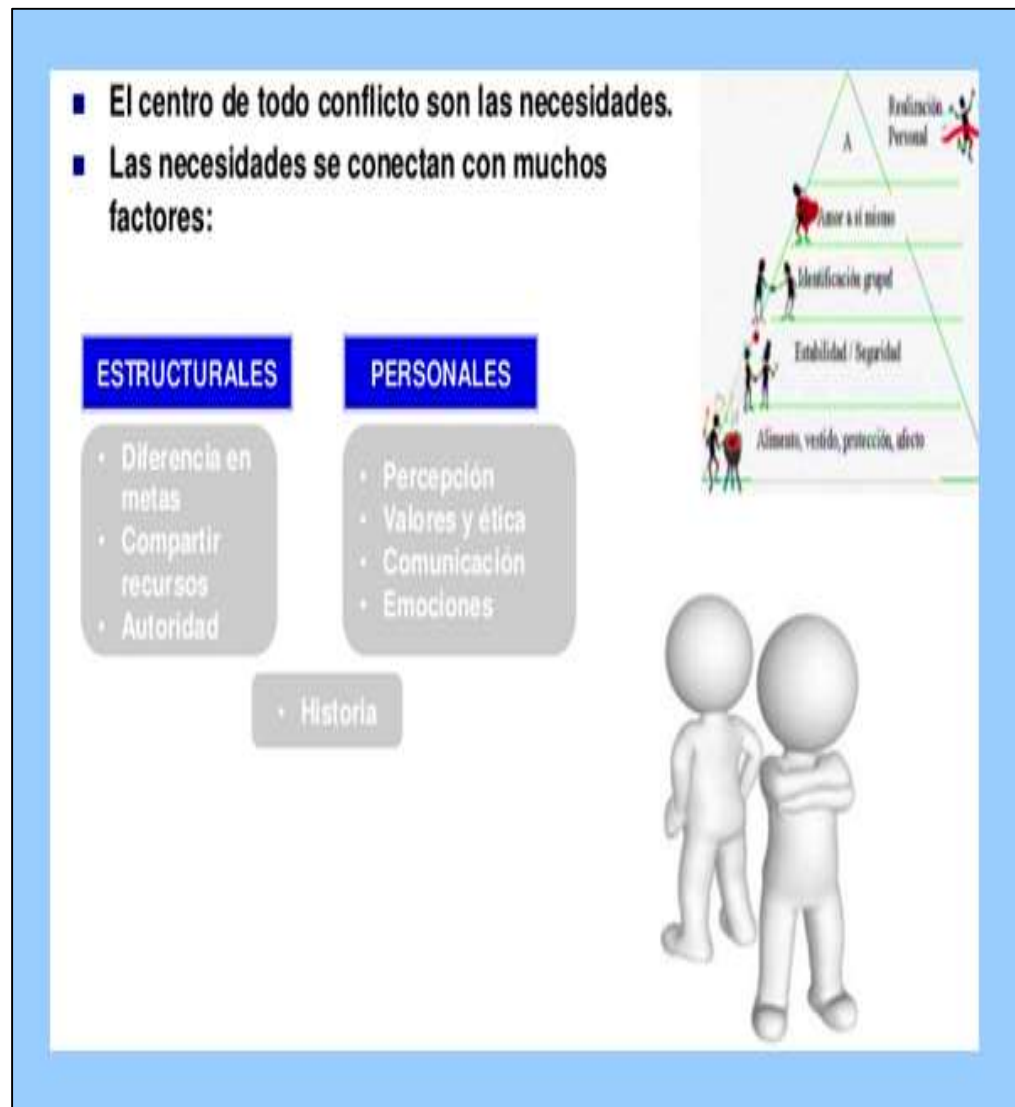 ▪ El centro de todo conflicto son las necesidades.
▪ Las necesidades se conectan con muchos
factores:
ESTRUCTURALES
• Diferencia en
metas
• Compartir
recursos
• Autoridad
PERSONALES
• Percepción
• Valores y ética
• Comunicación
• Emociones
• Historia
Realización
Personal
A
Amor a sí mismo
Identificación grupal
Estabilidad / Seguridad
Alimento, vestido, protección, afecto